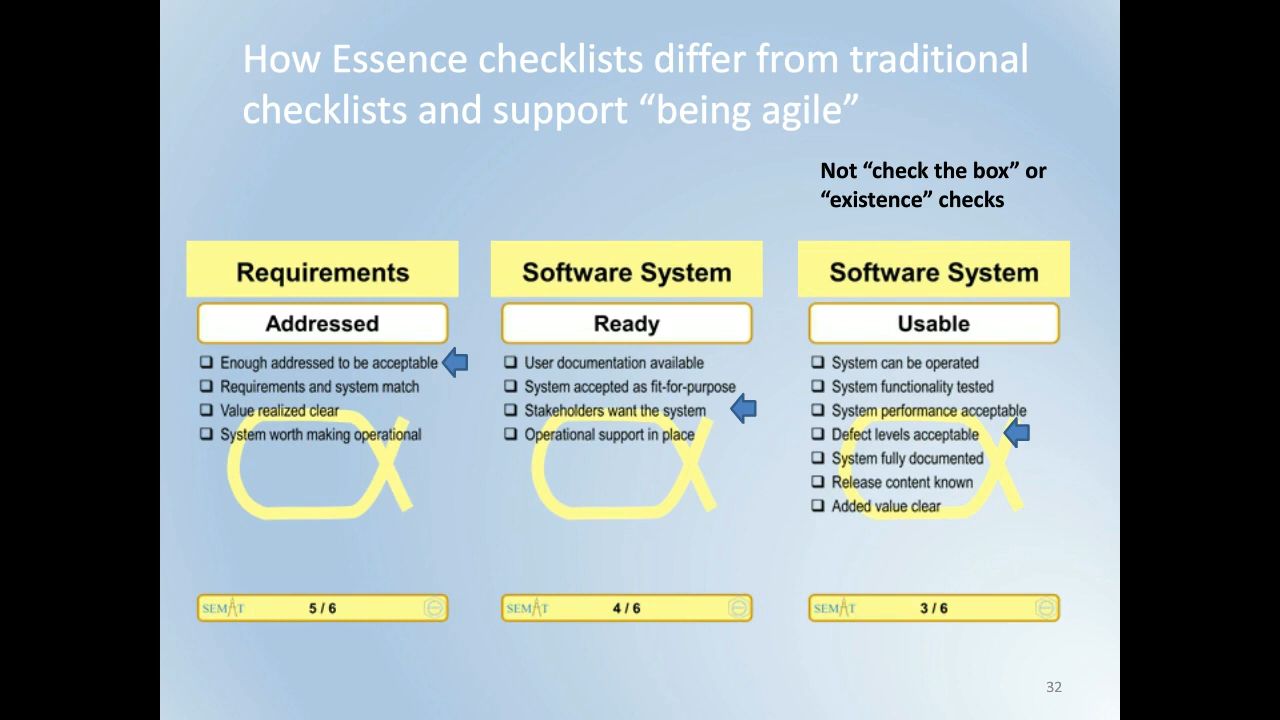 How Essence checklists differ from traditional
checklists and support “being agile”
Not “check the box” or
“existence” checks
Requirements
Addressed
❑ Enough addressed to be acceptable
❑ Requirements and system match
❑ Value realized clear
❑ System worth making operational
SEMAT 5 / 6
Software System
Ready
❑ User documentation available
❑ System accepted as fit-for-purpose
❑ Stakeholders want the system
❑ Operational support in place
SEMAT 4 / 6
Software System
Usable
❑ System can be operated
❑ System functionality tested
❑ System performance acceptable
❑ Defect levels acceptable
❑ System fully documented
❑ Release content known
❑ Added value clear
SEMAT 3 / 6
32